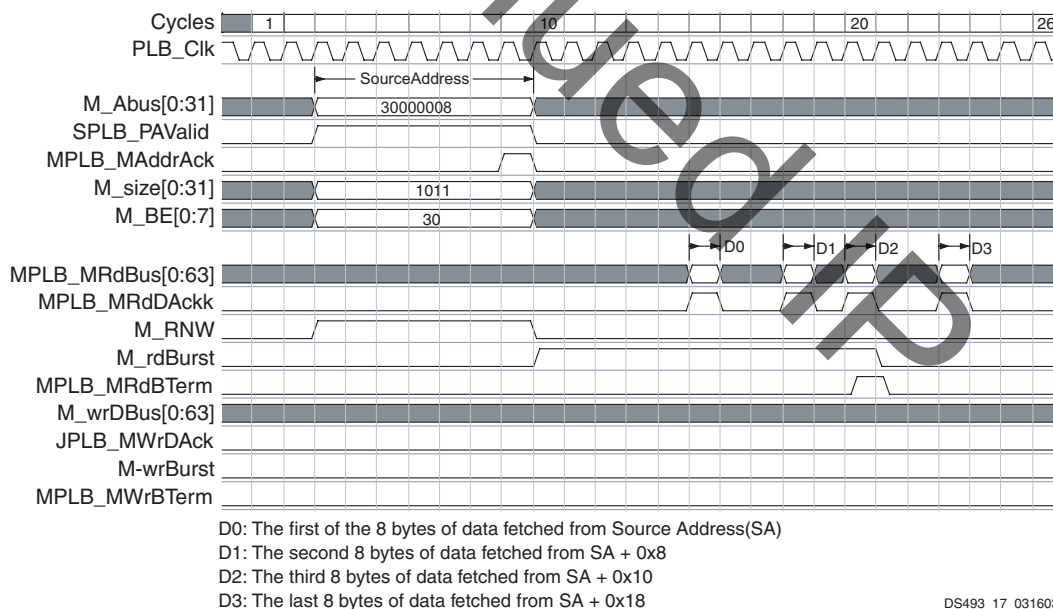 Cycles 1 10 20 26
PLB_Clk
SourceAddress
M_Abus[0:31] 30000008
SPLB_PAValid
MPLB_MAddrAck
M_size[0:31] 1011
M_BE[0:7] 30
D0 D1 D2 D3
MPLB_MRdBus[0:63]
MPLB_MRdDAckk
M_RNW
M_rdBurst
MPLB_MRdBTerm
M_wrDBus[0:63]
JPLB_MWrDAck
M-wrBurst
MPLB_MWrBTerm
D0: The first of the 8 bytes of data fetched from Source Address(SA)
D1: The second 8 bytes of data fetched from SA + 0x8
D2: The third 8 bytes of data fetched from SA + 0x10
D3: The last 8 bytes of data fetched from SA + 0x18
DS493_17_031603
ued IP